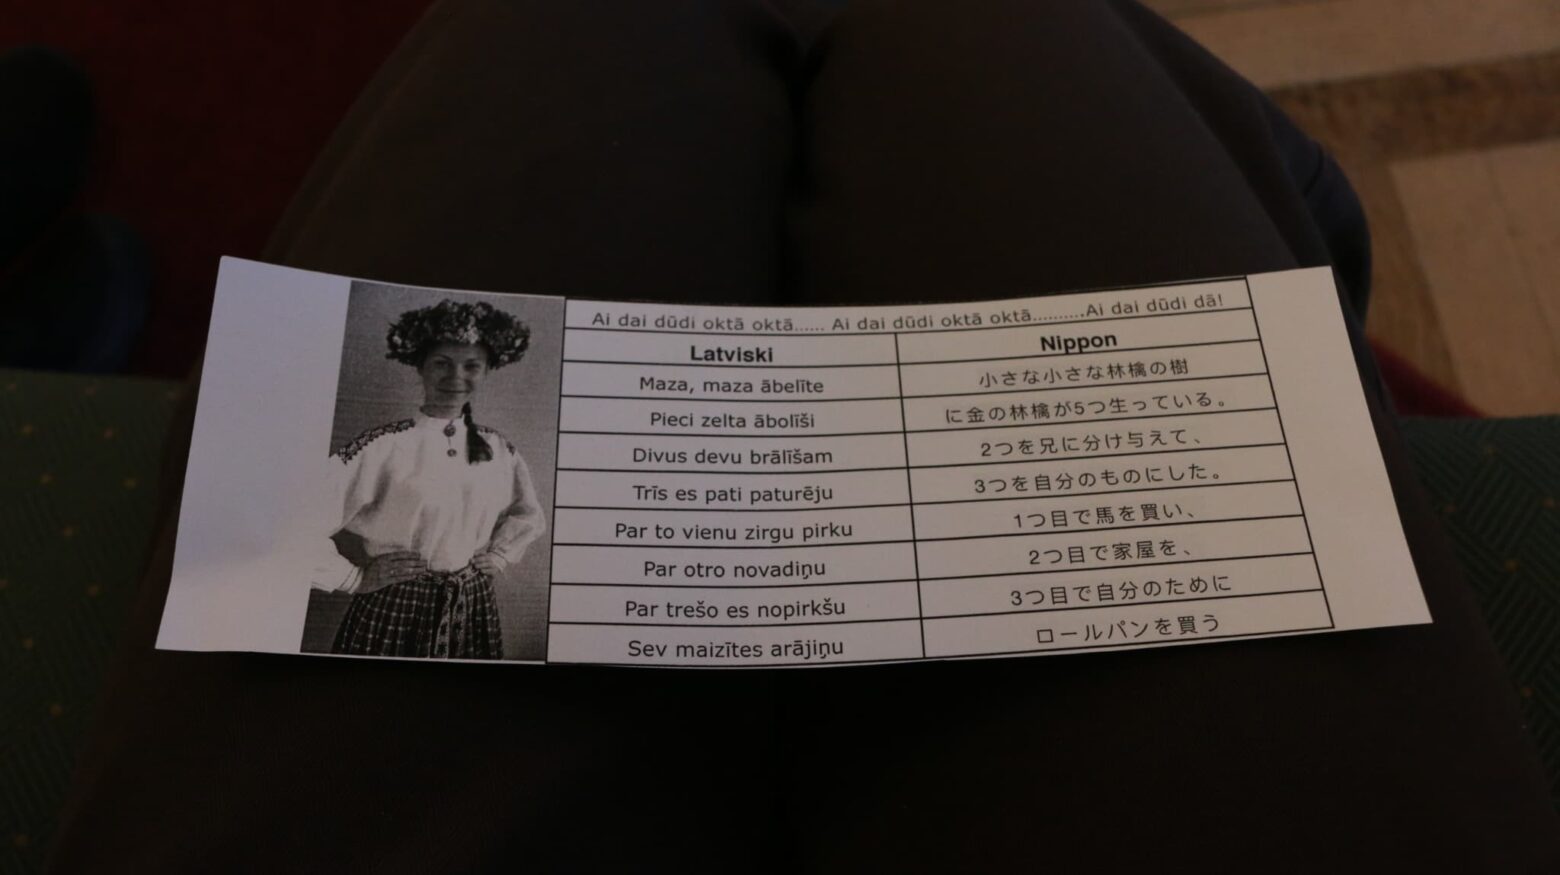 Ai dai dūdi oktā oktā...... Ai dai dūdi oktā oktā..........Ai dai dūdi dā!
Latviski Nippon
Maza, maza ābelīte 小さな小さな林檎の樹
Pieci zelta ābolīši に金の林檎が5つ生っている。
Divus devu brālīšam 2つを兄に分け与えて、
Trīs es pati paturēju 3つを自分のものにした。
Par to vienu zirgu pirku 1つ目で馬を買い、
Par otro novadiņu 2つ目で家屋を、
Par trešo es nopirkšu 3つ目で自分のために
Sev maizītes arājiņu ロールパンを買う